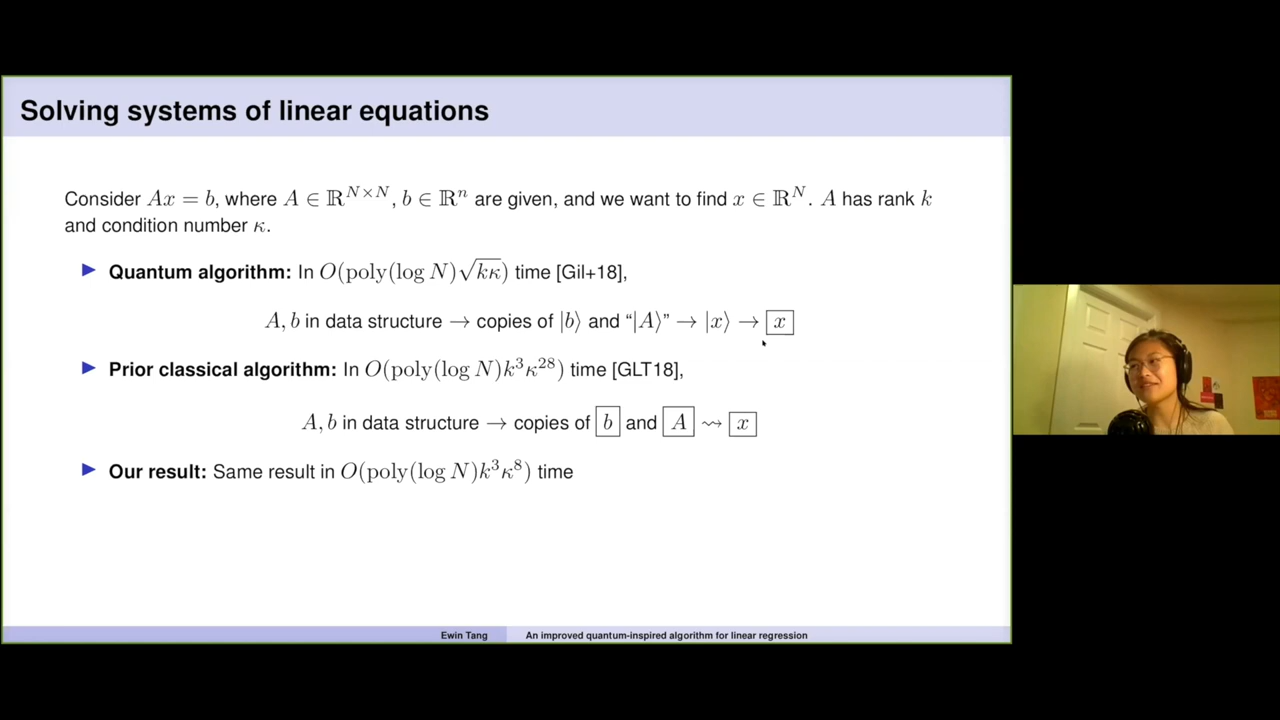 Solving systems of linear equations
Consider Ax = b, where A ∈ ℝ^{N×N}, b ∈ ℝ^n are given, and we want to find x ∈ ℝ^N. A has rank k
and condition number κ.
▶ Quantum algorithm: In O(poly(log N)√(kκ)) time [Gil+18],
A, b in data structure → copies of |b⟩ and “|A⟩” → |x⟩ → x
▶ Prior classical algorithm: In O(poly(log N)k^3κ^{28}) time [GLT18],
A, b in data structure → copies of b and A ⇝ x
▶ Our result: Same result in O(poly(log N)k^3κ^8) time
Ewin Tang An improved quantum-inspired algorithm for linear regression